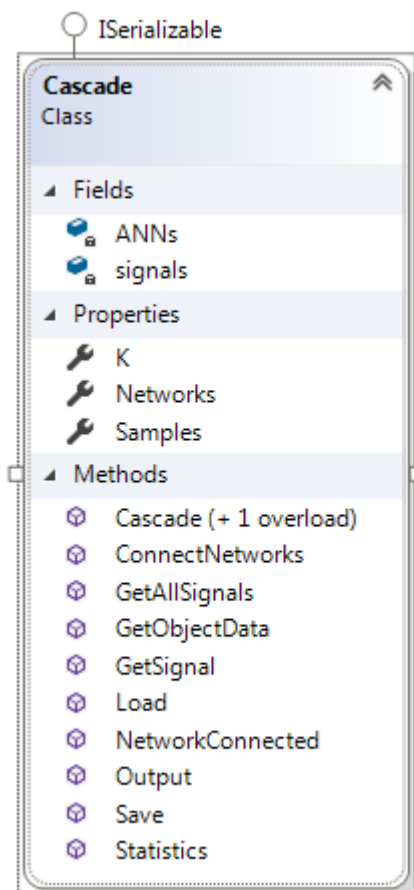 ISerializable
Cascade
Class
Fields
ANNs
signals
Properties
K
Networks
Samples
Methods
Cascade (+ 1 overload)
ConnectNetworks
GetAllSignals
GetObjectData
GetSignal
Load
NetworkConnected
Output
Save
Statistics